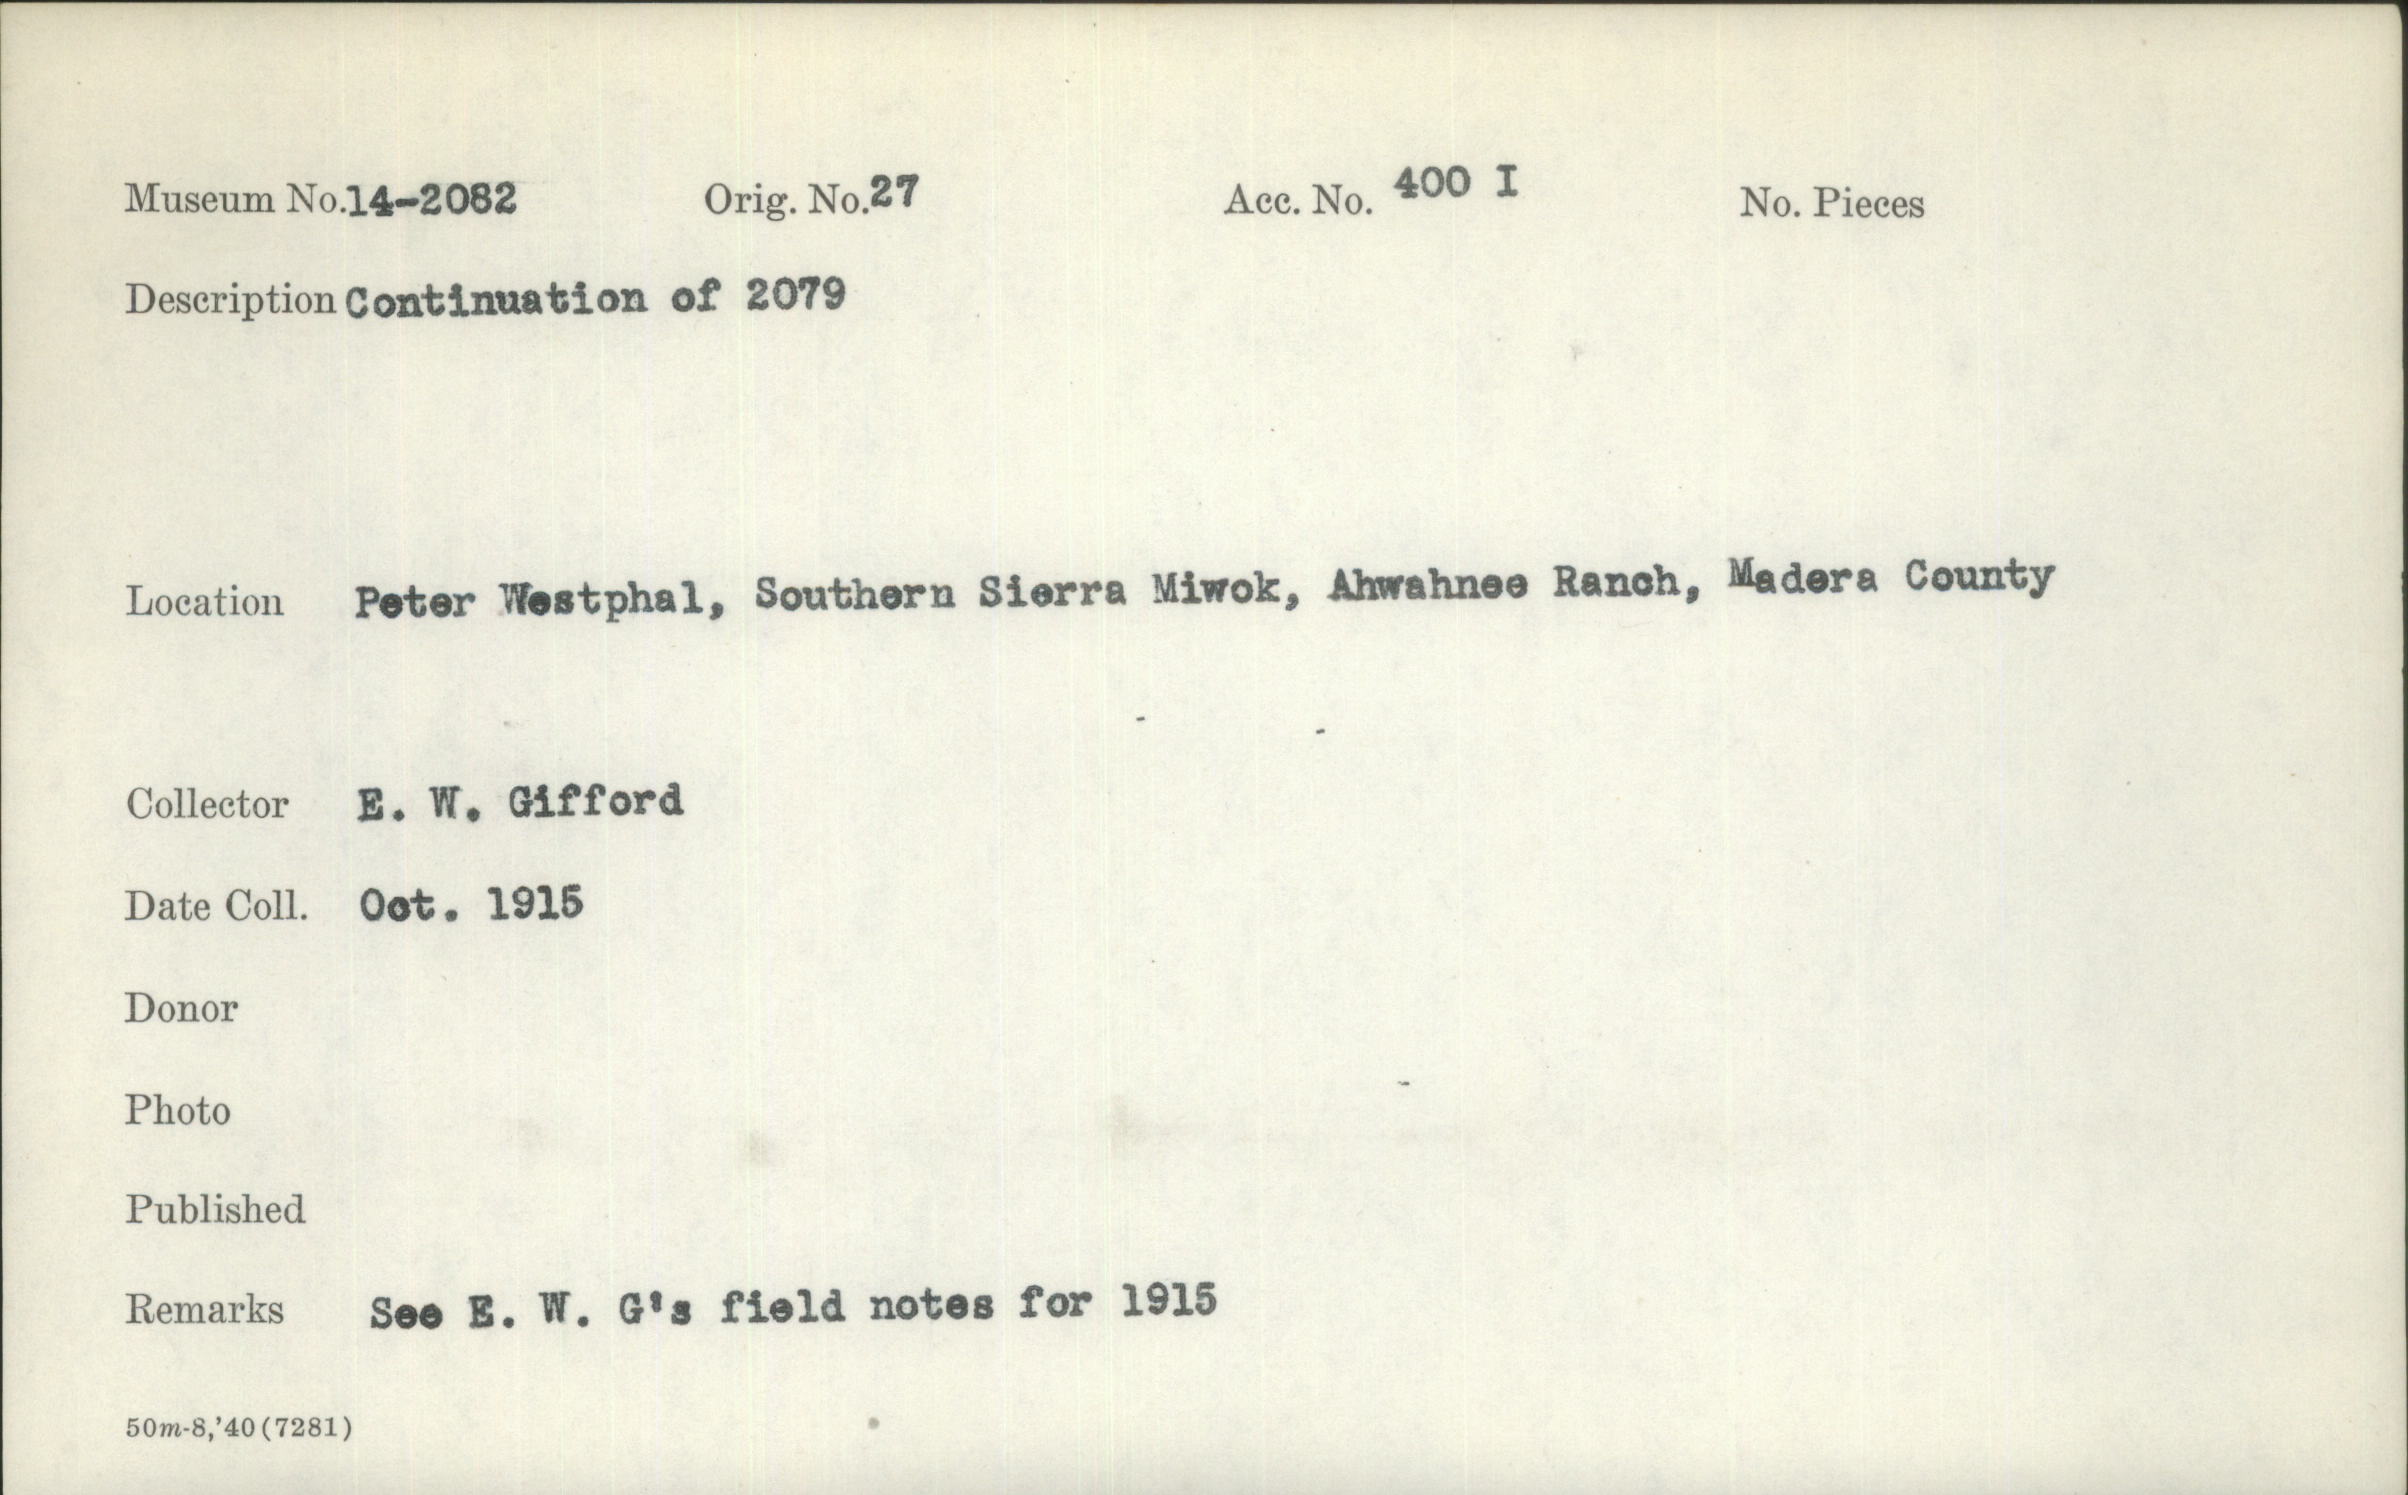 Museum No.14-2082 Orig. No.27 Acc. No. 400 I No. Pieces
Description Continuation of 2079
Location Peter Westphal, Southern Sierra Miwok, Ahwahnee Ranch, Madera County
Collector E. W. Gifford
Date Coll. Oct. 1915
Donor
Photo
Published
Remarks See E. W. G's field notes for 1915
50m-8,'40(7281)